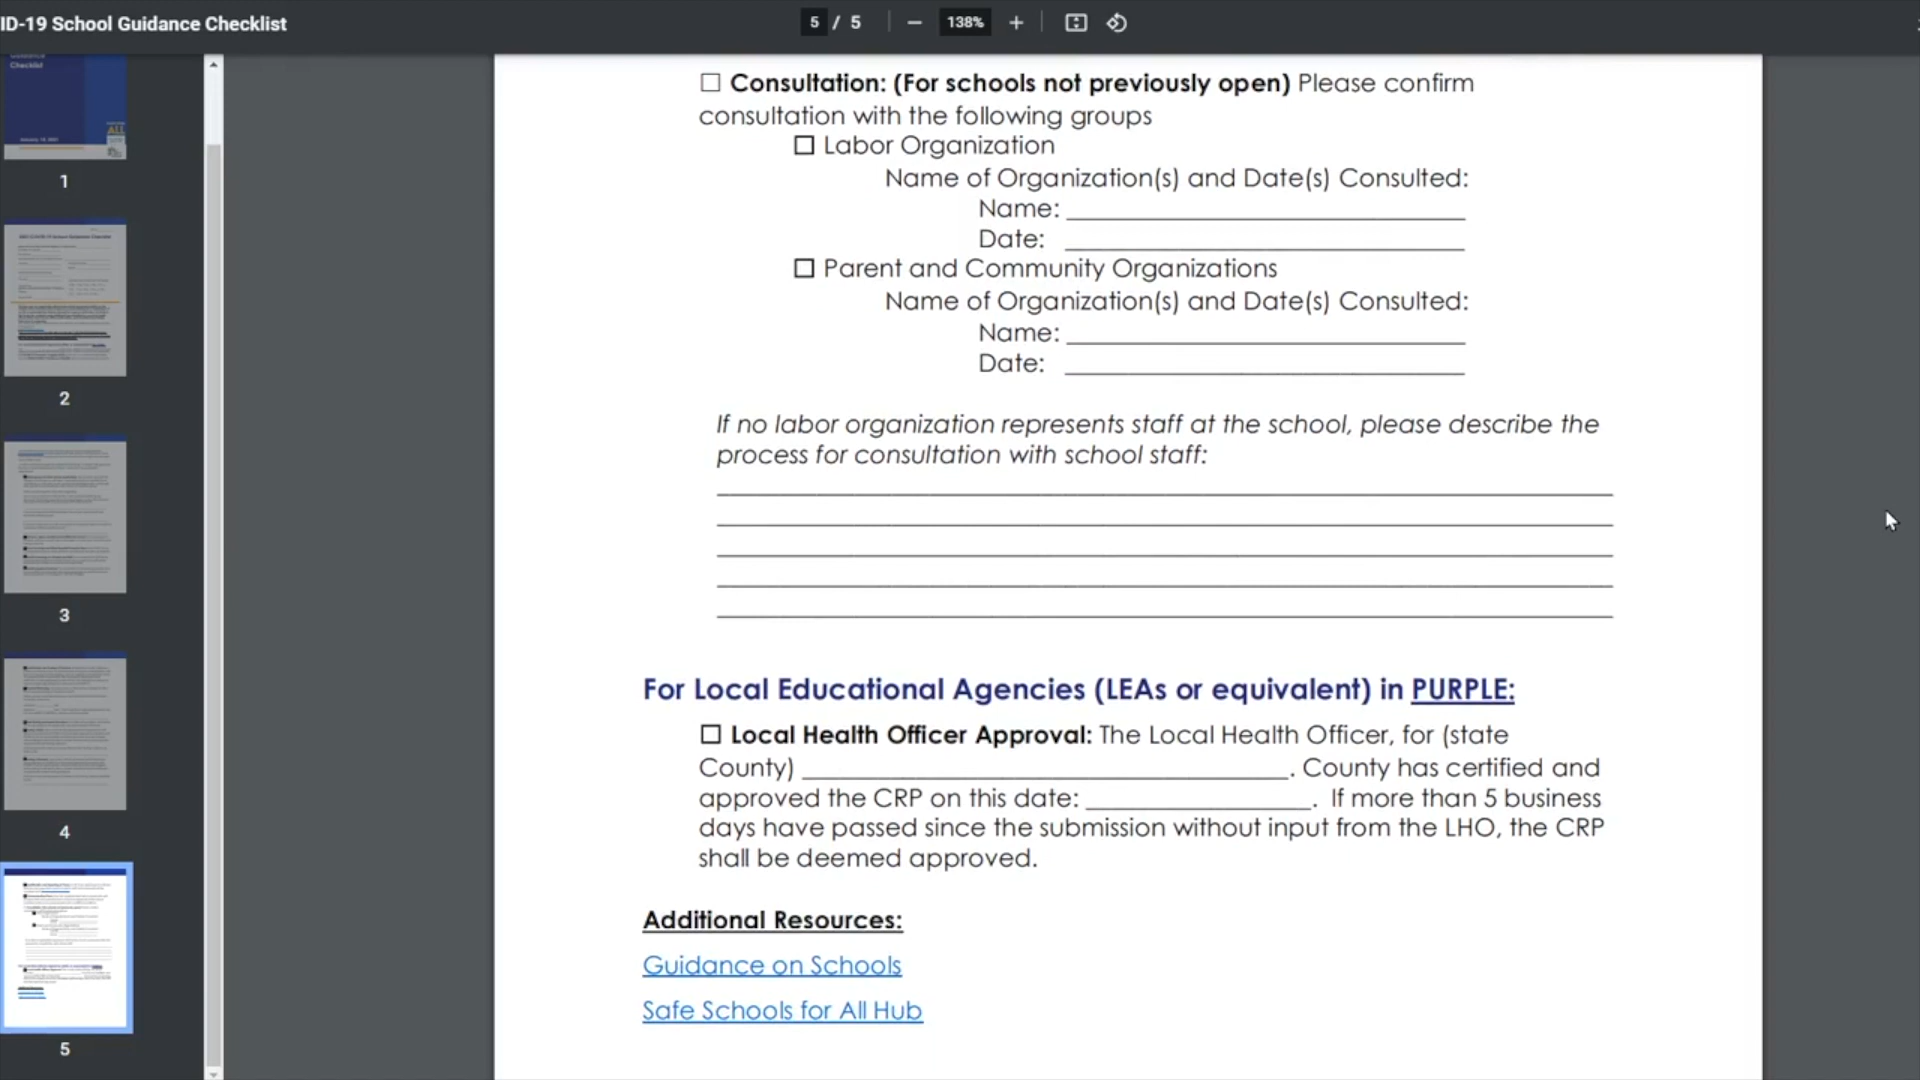 ID-19 School Guidance Checklist
5 / 5
138%
Checklist
ALL
1
2
3
4
5
☐ Consultation: (For schools not previously open) Please confirm
consultation with the following groups
☐ Labor Organization
Name of Organization(s) and Date(s) Consulted:
Name: ______________________________
Date: ______________________________
☐ Parent and Community Organizations
Name of Organization(s) and Date(s) Consulted:
Name: ______________________________
Date: ______________________________
If no labor organization represents staff at the school, please describe the
process for consultation with school staff:
For Local Educational Agencies (LEAs or equivalent) in PURPLE:
☐ Local Health Officer Approval: The Local Health Officer, for (state
County) ___________________________________. County has certified and
approved the CRP on this date: ________________. If more than 5 business
days have passed since the submission without input from the LHO, the CRP
shall be deemed approved.
Additional Resources:
Guidance on Schools
Safe Schools for All Hub